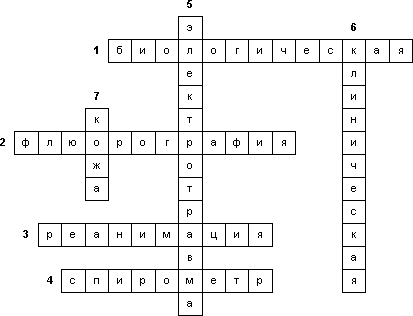 5
6
7
1 биологическая
2 флюорография
3 реанимация
4 спирометр
электротравма
клиническая
кожа